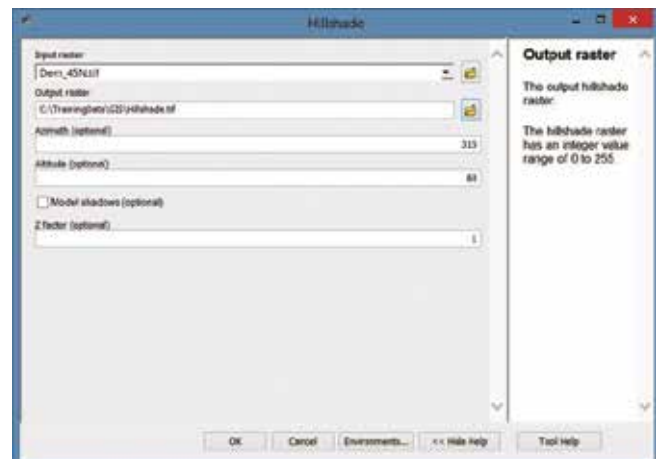 Hillshade
Input raster
Dem_45N.tif
Output raster
C:\TrainingData\GIS\Hillshade.tif
Azimuth (optional)
315
Altitude (optional)
Model shadows (optional)
Z factor (optional)
1
OK
Cancel
Environments...
<< Hide Help
Output raster
The output hillshade
raster.
The hillshade raster
has an integer value
range of 0 to 255.
Tool Help